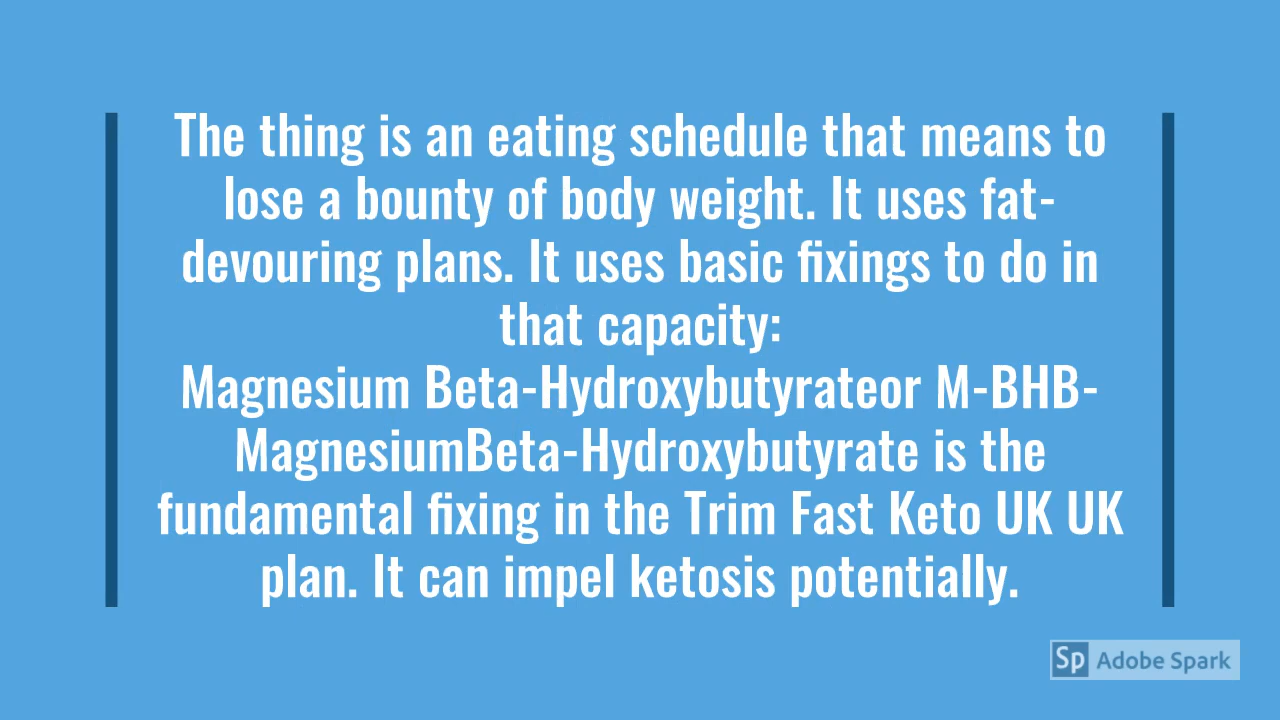 The thing is an eating schedule that means to
lose a bounty of body weight. It uses fat-
devouring plans. It uses basic fixings to do in
that capacity:
Magnesium Beta-Hydroxybutyrateor M-BHB-
MagnesiumBeta-Hydroxybutyrate is the
fundamental fixing in the Trim Fast Keto UK UK
plan. It can impel ketosis potentially.
Sp Adobe Spark